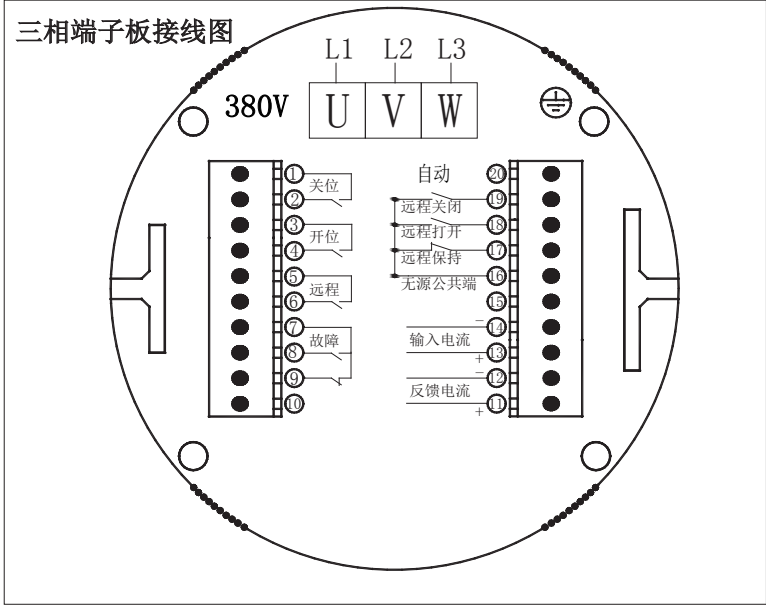 三相端子板接线图
L1 L2 L3
380V U V W
① 自动 ⑳
关位
② ⑲
远程关闭
③ ⑱
开位 远程打开
④ ⑰
远程保持
⑤ ⑯
远程 无源公共端
⑥ ⑮
⑦ − ⑭
故障 输入电流
⑧ + ⑬
⑨ − ⑫
反馈电流
⑩ + ⑪